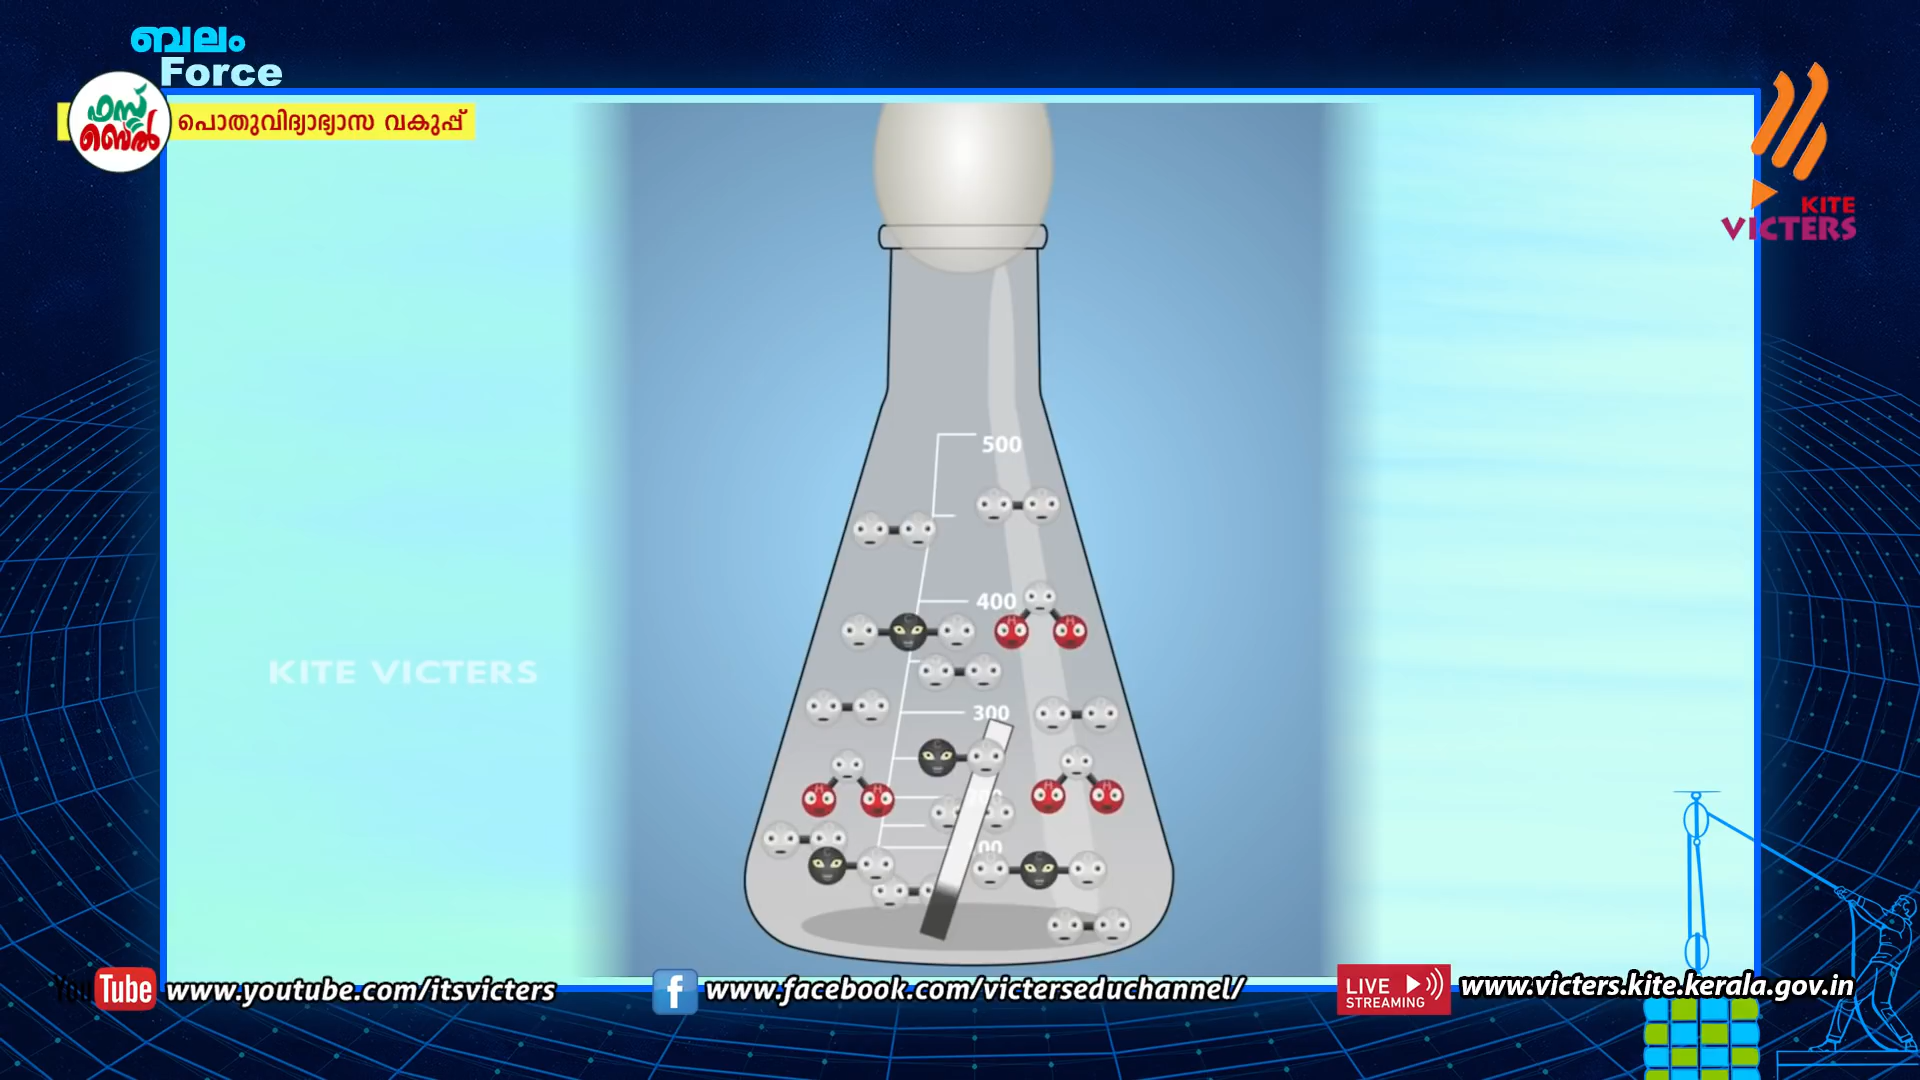 ബലം
Force
ഫസ്റ്റ്
ബെൽ
പൊതുവിദ്യാഭ്യാസ വകുപ്പ്
KITE
VICTERS
500
400
KITE VICTERS
300
YouTube www.youtube.com/itsvicters
f www.facebook.com/victerseduchannel/
LIVE
STREAMING
www.victers.kite.kerala.gov.in